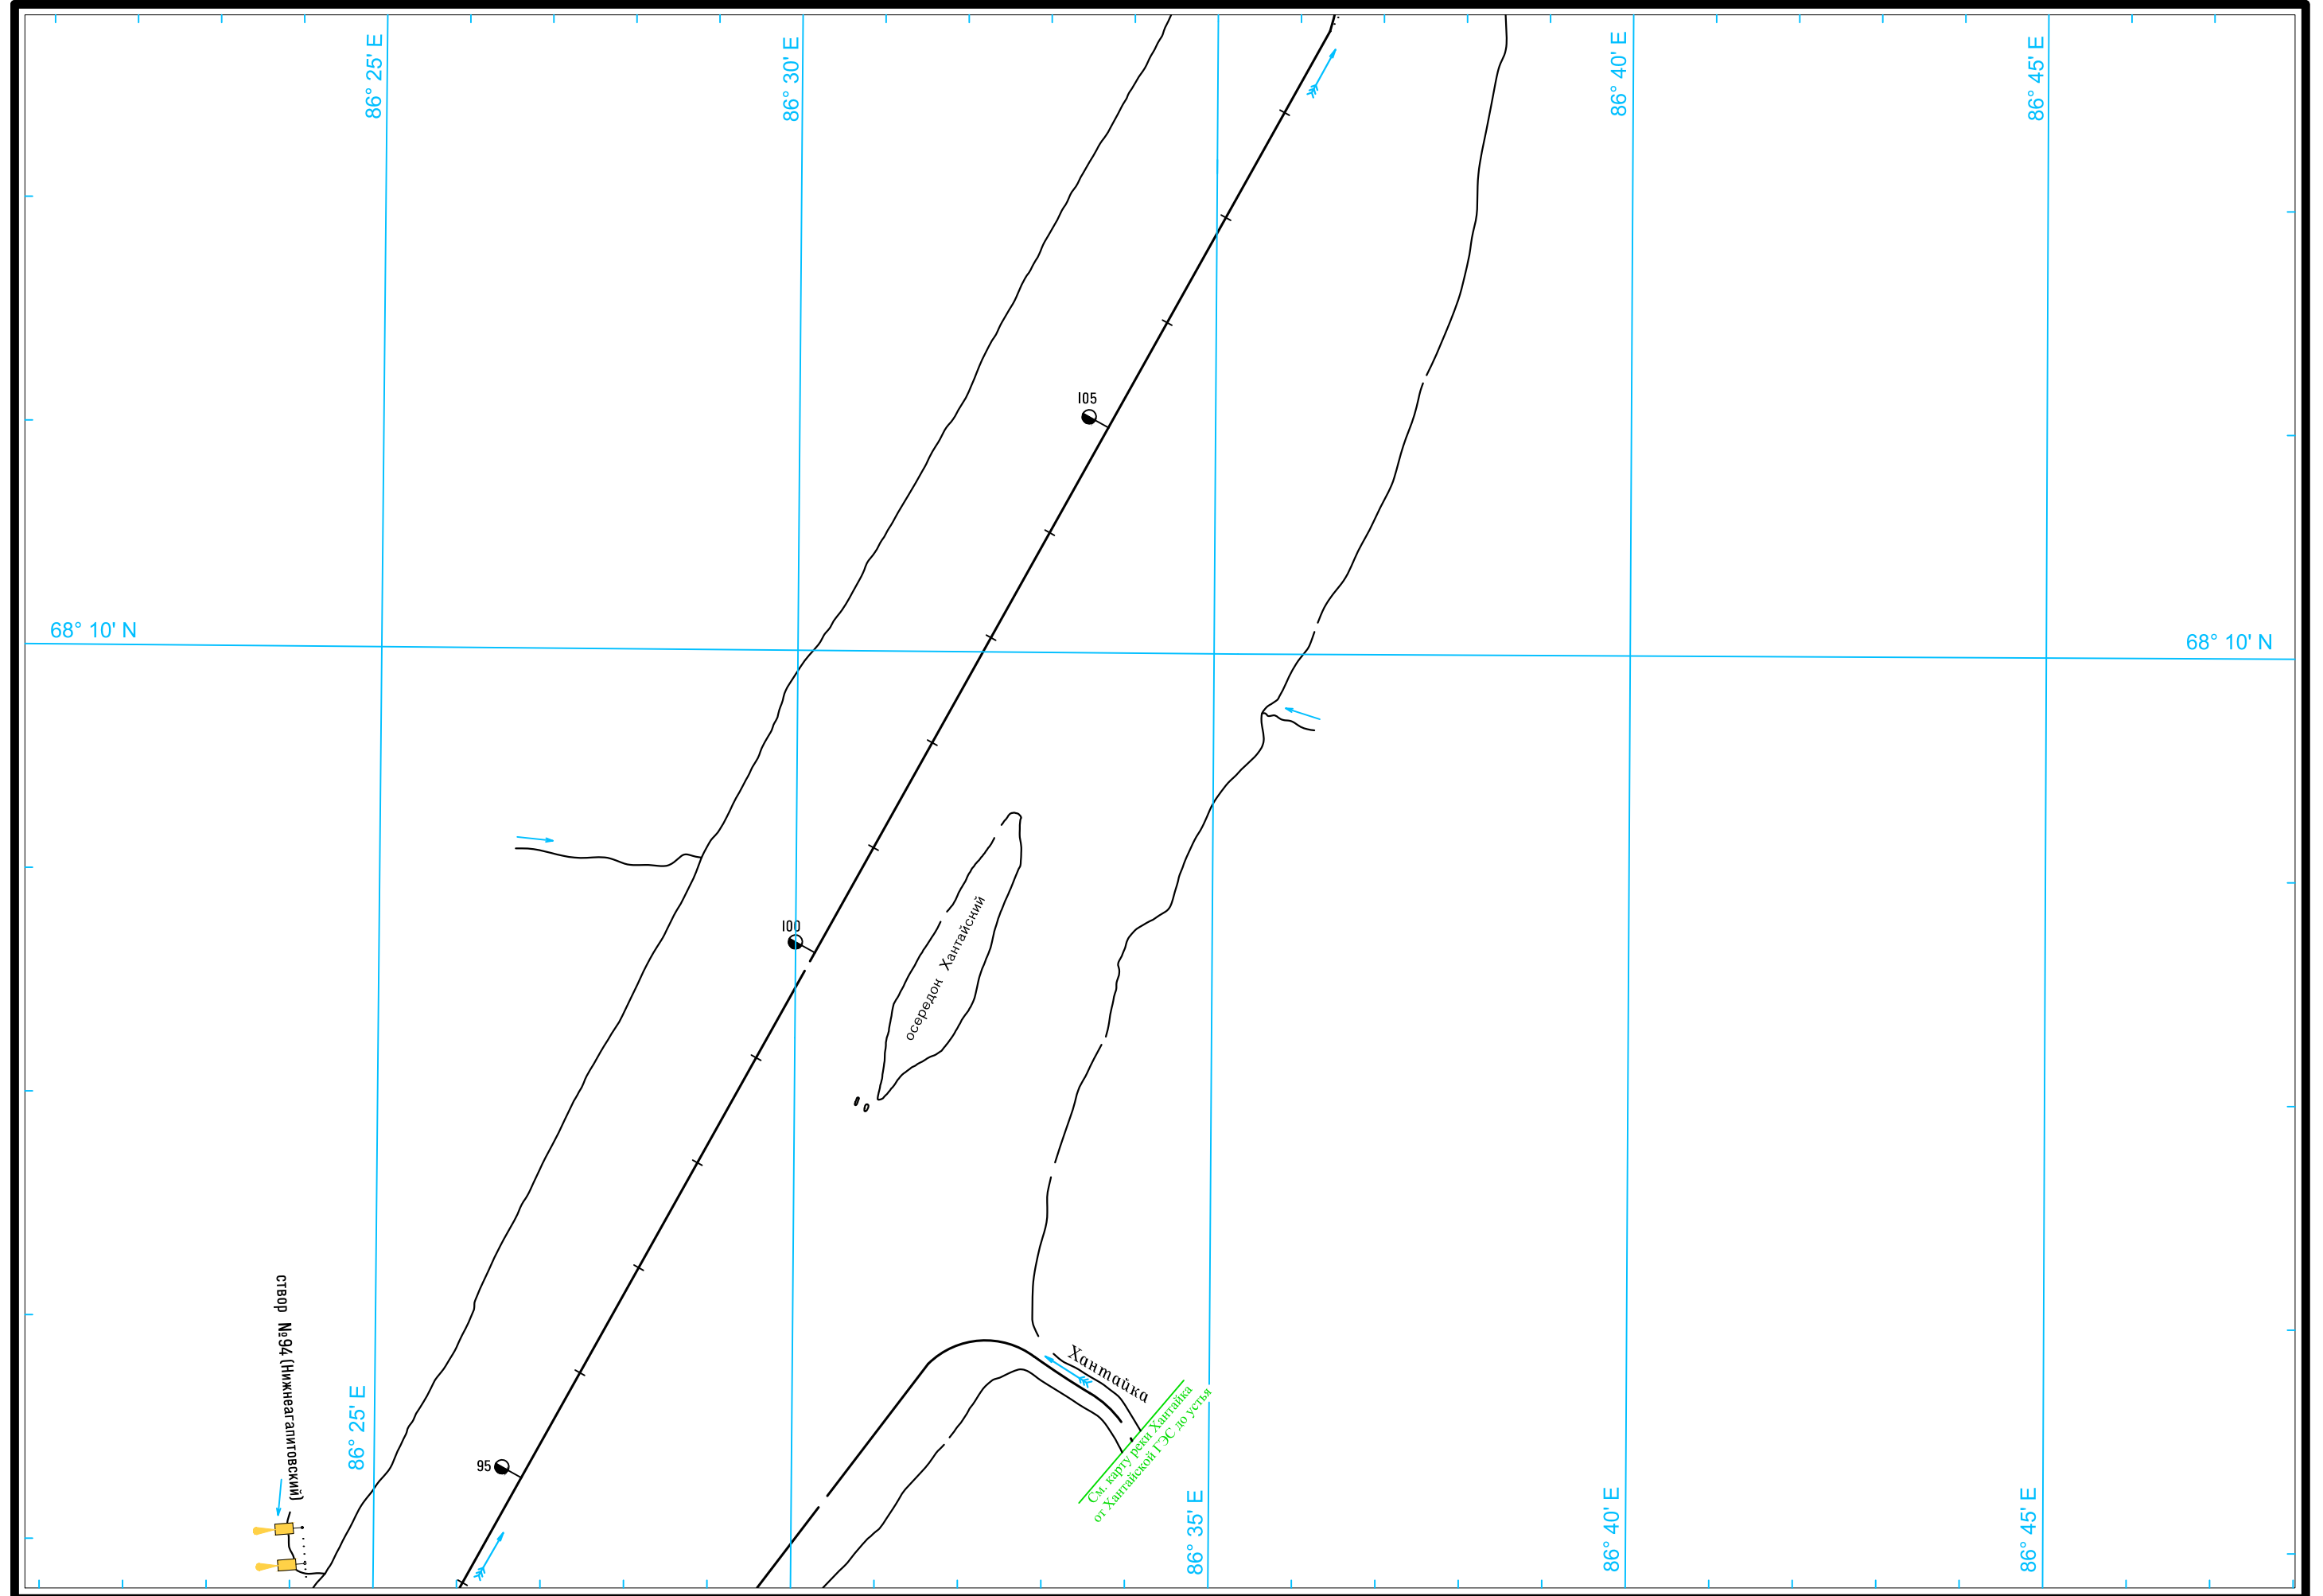 86° 25' E
86° 30' E
86° 40' E
86° 45' E
105
68° 10' N
68° 10' N
100
осередок Хантайский
створ №94 (Нижнеагапитовский)
Хантайка
См. карту реки Хантайка
от Хантайской ГЭС до устья
95
86° 25' E
86° 35' E
86° 40' E
86° 45' E